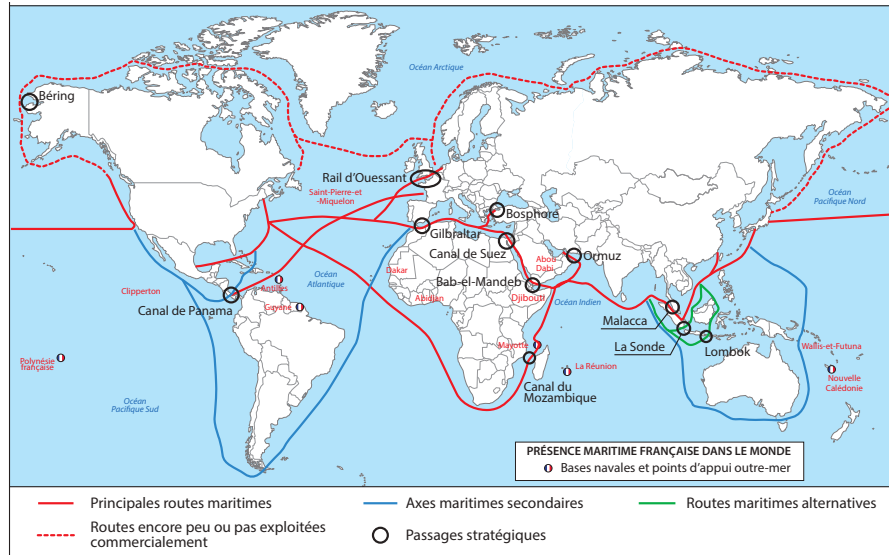 Océan Arctique
Béring
Rail d'Ouessant
Saint-Pierre-et
-Miquelon
Bosphore
Océan
Pacifique Nord
Gilbraltar
Canal de Suez
Ormuz
Abou
Dabi
Océan
Atlantique
Dakar
Bab-el-Mandeb
Clipperton
Antilles
Abidjan
Djibouti
Océan Indien
Guyane
Canal de Panama
Malacca
La Sonde
Lombok
Mayotte
Wallis-et-Futuna
Polynésie
française
La Réunion
Nouvelle
Calédonie
Canal du
Mozambique
Océan
Pacifique Sud
PRÉSENCE MARITIME FRANÇAISE DANS LE MONDE
Bases navales et points d'appui outre-mer
Principales routes maritimes
Axes maritimes secondaires
Routes maritimes alternatives
Routes encore peu ou pas exploitées
commercialement
Passages stratégiques